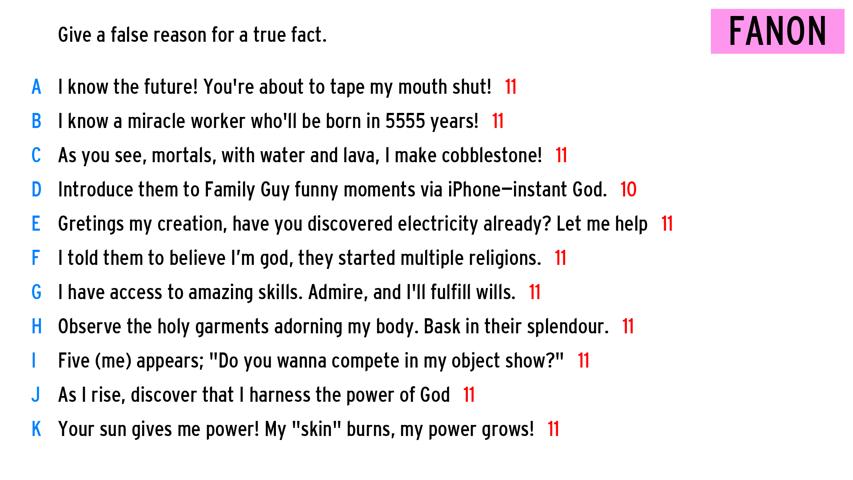 Give a false reason for a true fact.
FANON
A I know the future! You're about to tape my mouth shut! 11
B I know a miracle worker who'll be born in 5555 years! 11
C As you see, mortals, with water and lava, I make cobblestone! 11
D Introduce them to Family Guy funny moments via iPhone—instant God. 10
E Gretings my creation, have you discovered electricity already? Let me help 11
F I told them to believe I'm god, they started multiple religions. 11
G I have access to amazing skills. Admire, and I'll fulfill wills. 11
H Observe the holy garments adorning my body. Bask in their splendour. 11
I Five (me) appears; "Do you wanna compete in my object show?" 11
J As I rise, discover that I harness the power of God 11
K Your sun gives me power! My "skin" burns, my power grows! 11